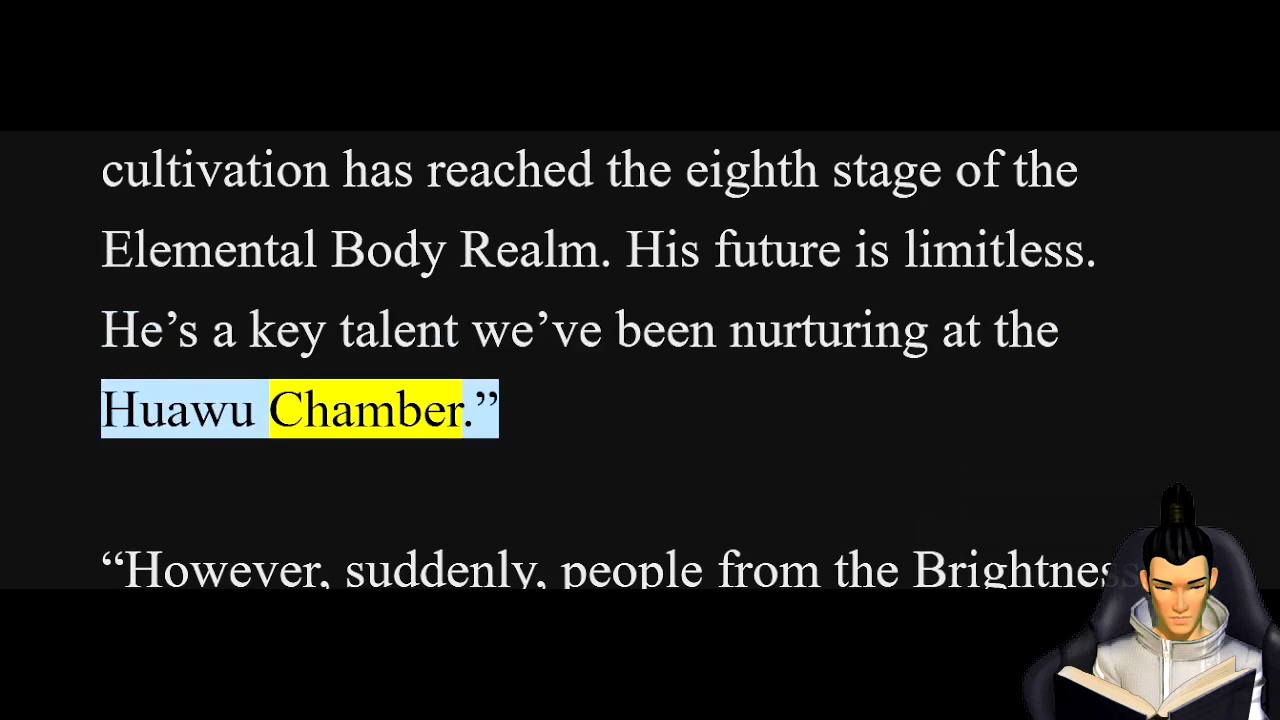 cultivation has reached the eighth stage of the
Elemental Body Realm. His future is limitless.
He’s a key talent we’ve been nurturing at the
Huawu Chamber.”
“However, suddenly, people from the Brightness